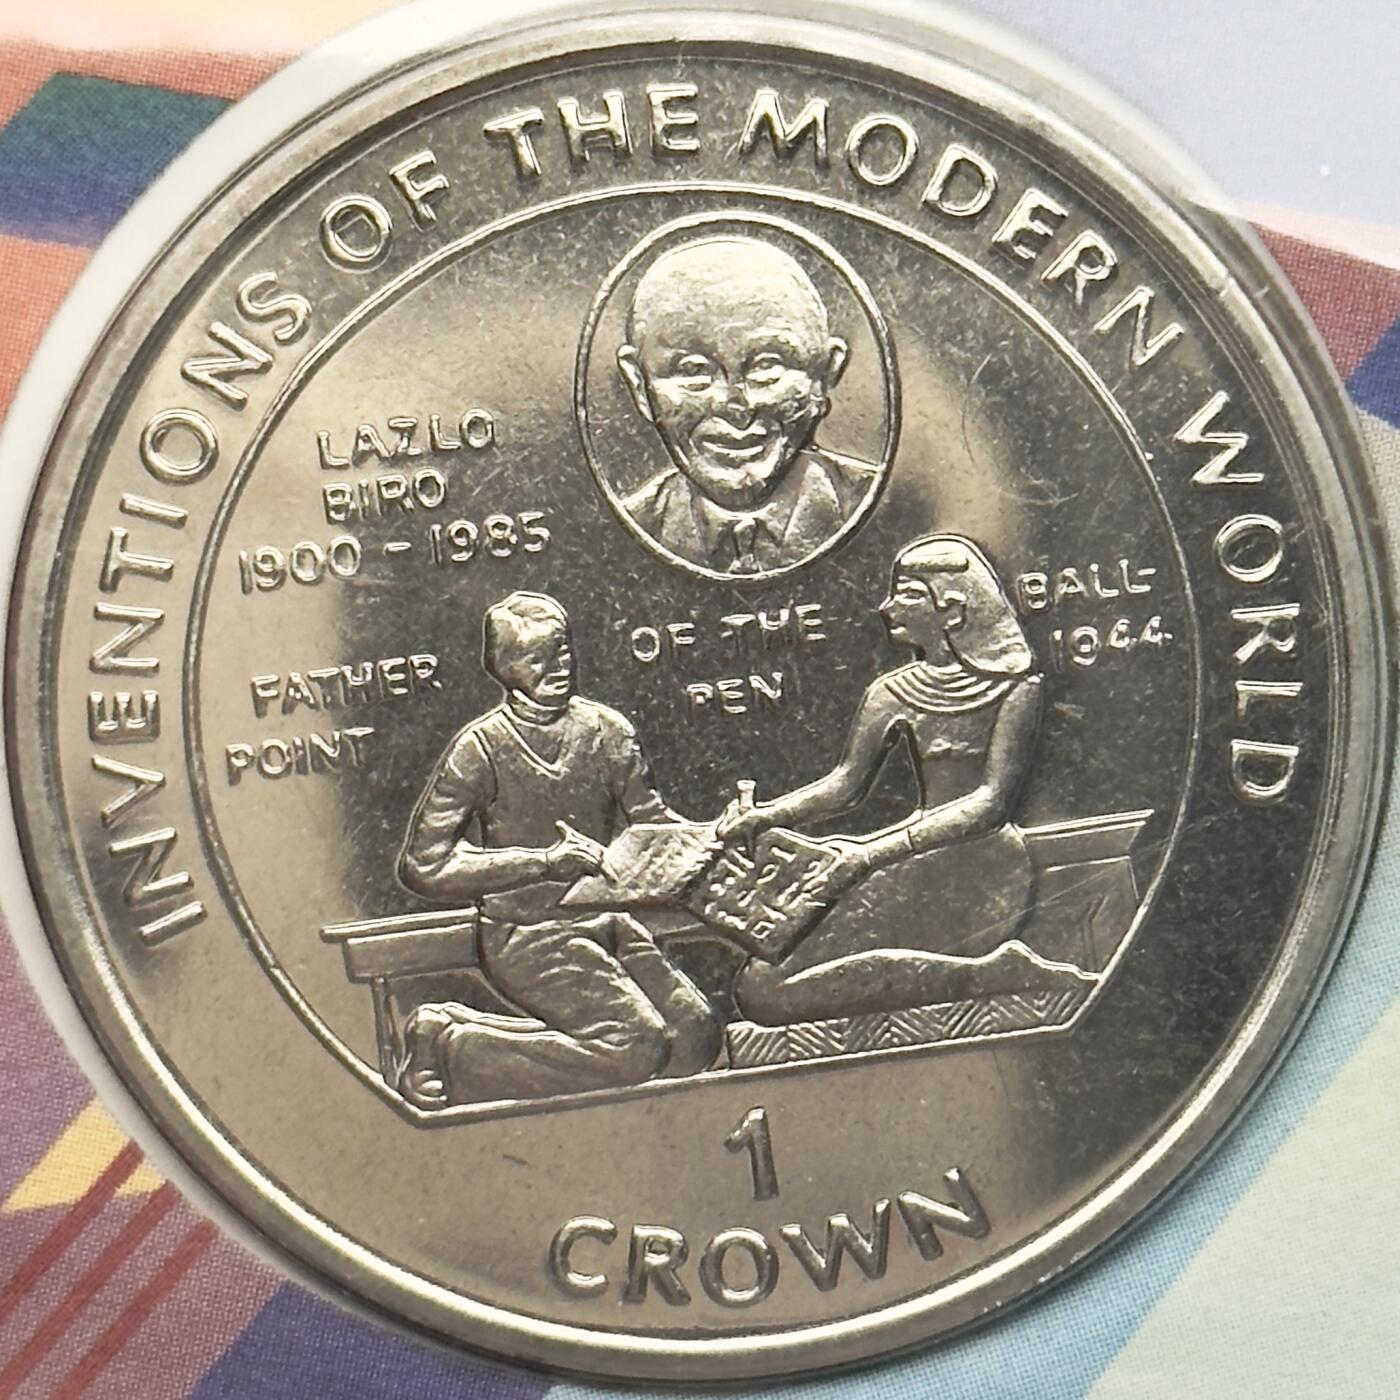 INVENTIONS OF THE MODERN WORLD
LAZLO
BIRO
1900 - 1985
FATHER OF THE BALL-
POINT PEN 1944
1
CROWN